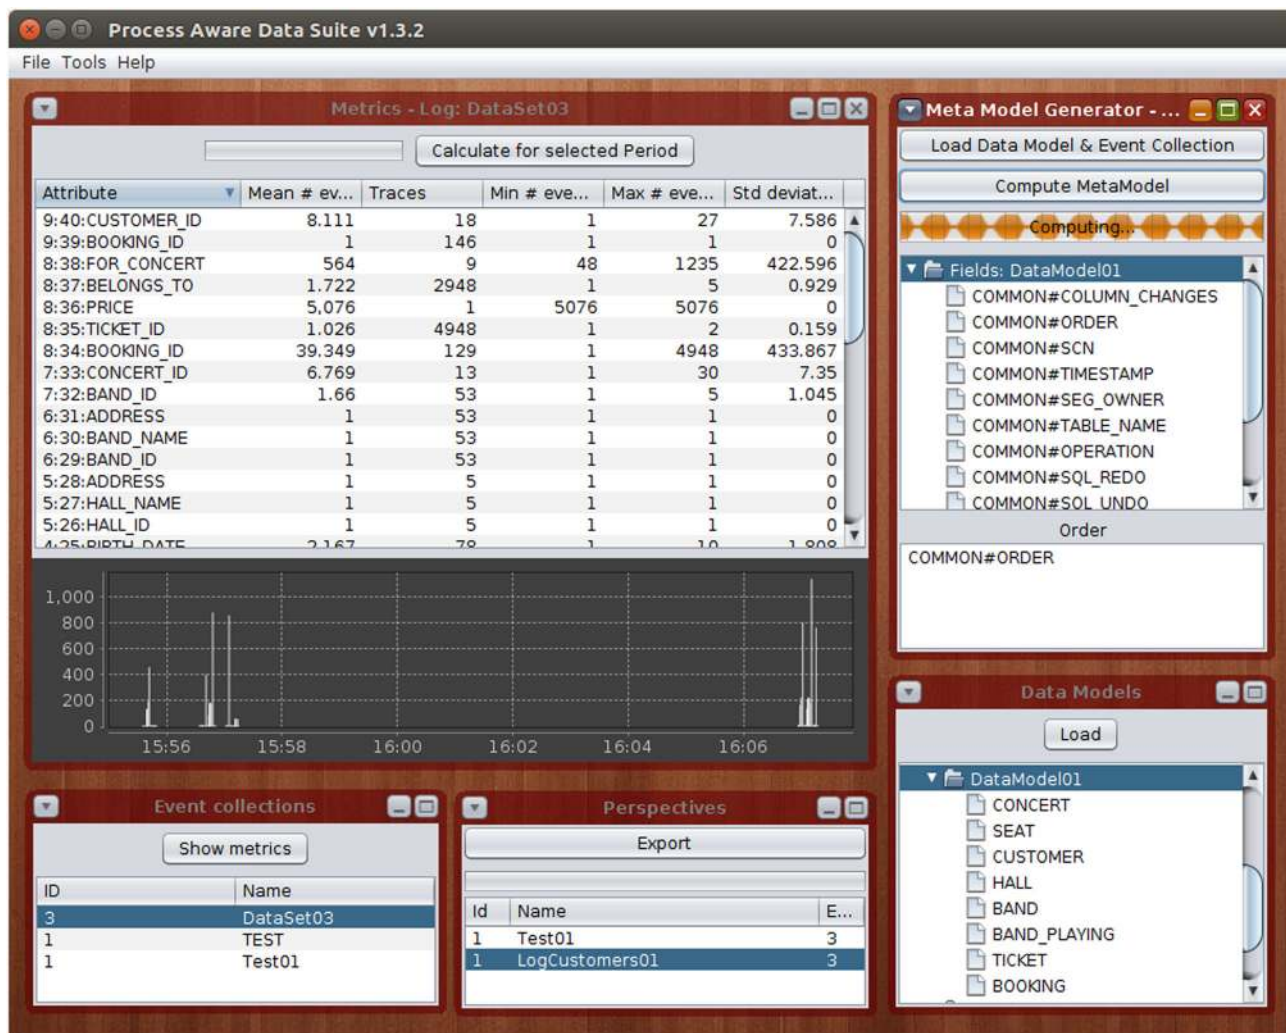 Process Aware Data Suite v1.3.2
File Tools Help
Metrics - Log: DataSet03
Calculate for selected Period
Attribute Mean # ev... Traces Min # eve... Max # eve... Std deviat...
9:40:CUSTOMER_ID 8.111 18 1 27 7.586
9:39:BOOKING_ID 1 146 1 1 0
8:38:FOR_CONCERT 564 9 48 1235 422.596
8:37:BELONGS_TO 1.722 2948 1 5 0.929
8:36:PRICE 5,076 1 5076 5076 0
8:35:TICKET_ID 1.026 4948 1 2 0.159
8:34:BOOKING_ID 39.349 129 1 4948 433.867
7:33:CONCERT_ID 6.769 13 1 30 7.35
7:32:BAND_ID 1.66 53 1 5 1.045
6:31:ADDRESS 1 53 1 1 0
6:30:BAND_NAME 1 53 1 1 0
6:29:BAND_ID 1 53 1 1 0
5:28:ADDRESS 1 5 1 1 0
5:27:HALL_NAME 1 5 1 1 0
5:26:HALL_ID 1 5 1 1 0
4:25:BIRTH_DATE 2.167 78 1 10 1.808
1,000
800
600
400
200
0
15:56 15:58 16:00 16:02 16:04 16:06
Meta Model Generator - ...
Load Data Model & Event Collection
Compute MetaModel
Computing...
Fields: DataModel01
COMMON#COLUMN_CHANGES
COMMON#ORDER
COMMON#SCN
COMMON#TIMESTAMP
COMMON#SEG_OWNER
COMMON#TABLE_NAME
COMMON#OPERATION
COMMON#SQL_REDO
COMMON#SQL_UNDO
Order
COMMON#ORDER
Event collections
Show metrics
ID Name
3 DataSet03
1 TEST
1 Test01
Perspectives
Export
Id Name E...
1 Test01 3
1 LogCustomers01 3
Data Models
Load
DataModel01
CONCERT
SEAT
CUSTOMER
HALL
BAND
BAND_PLAYING
TICKET
BOOKING